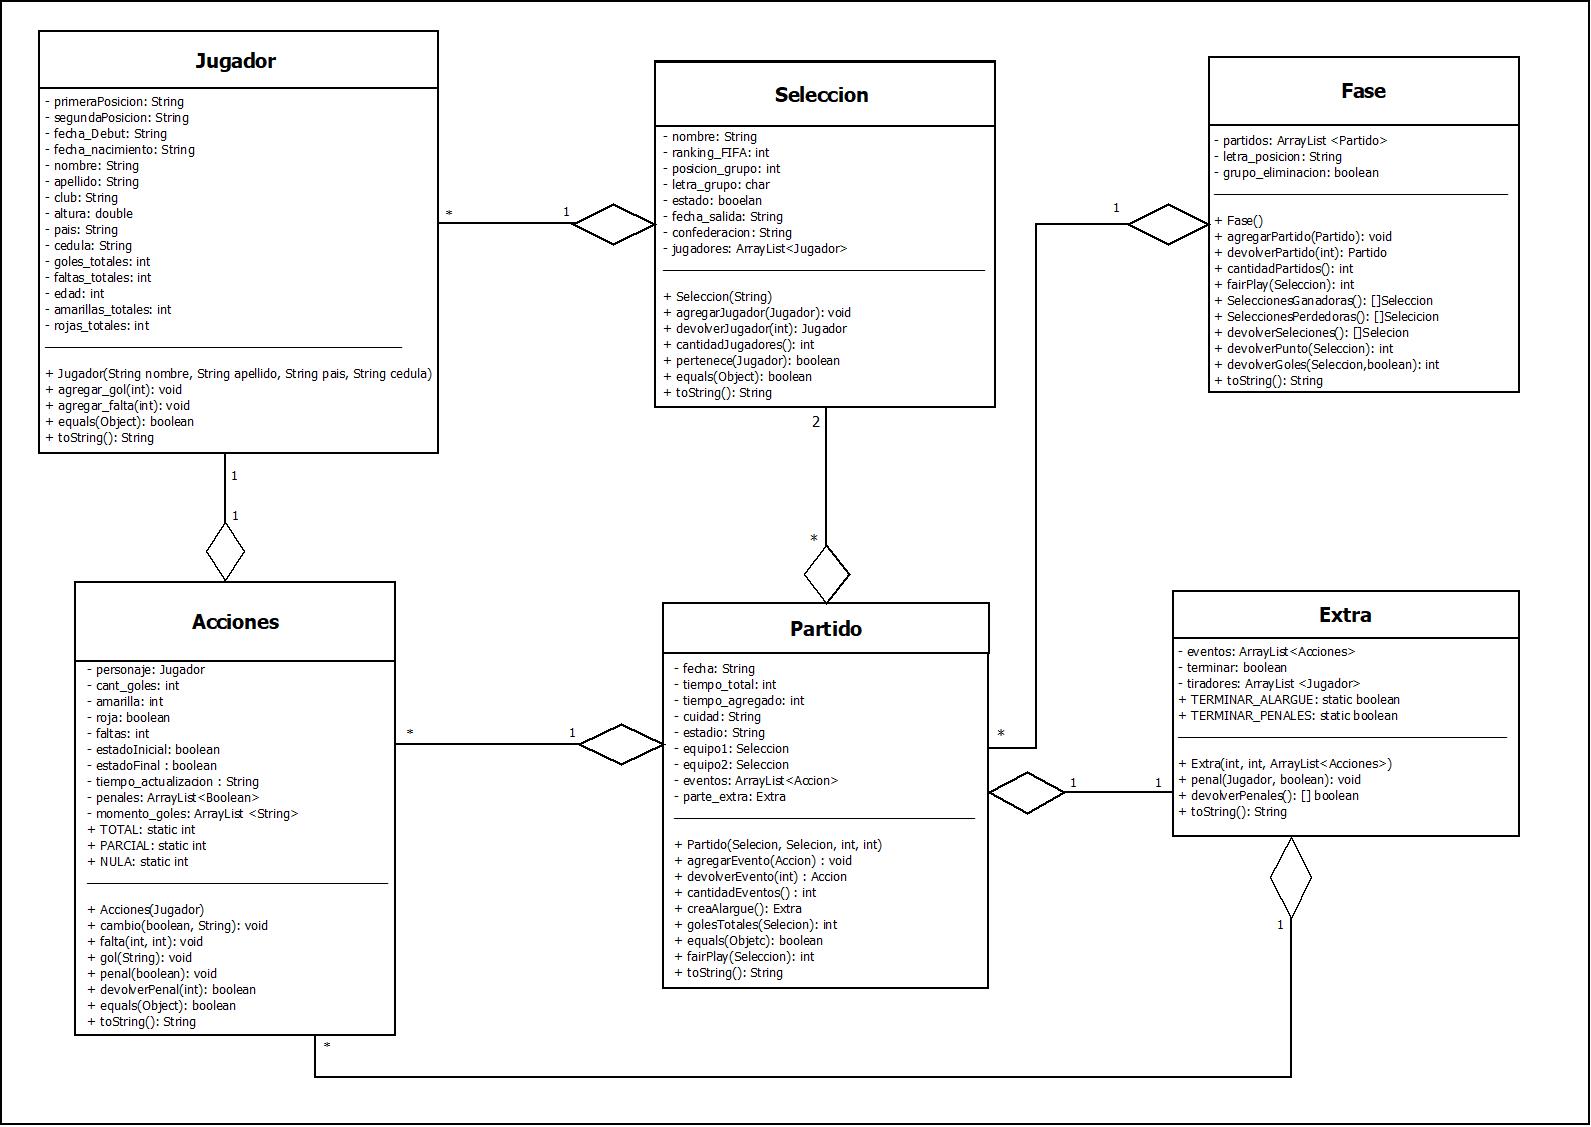 Jugador
- primeraPosicion: String
- segundaPosicion: String
- fecha_Debut: String
- fecha_nacimiento: String
- nombre: String
- apellido: String
- club: String
- altura: double
- pais: String
- cedula: String
- goles_totales: int
- faltas_totales: int
- edad: int
- amarillas_totales: int
- rojas_totales: int
+ Jugador(String nombre, String apellido, String pais, String cedula)
+ agregar_gol(int): void
+ agregar_falta(int): void
+ equals(Object): boolean
+ toString(): String
*
1
Seleccion
- nombre: String
- ranking_FIFA: int
- posicion_grupo: int
- letra_grupo: char
- estado: booelan
- fecha_salida: String
- confederacion: String
- jugadores: ArrayList<Jugador>
+ Seleccion(String)
+ agregarJugador(Jugador): void
+ devolverJugador(int): Jugador
+ cantidadJugadores(): int
+ pertenece(Jugador): boolean
+ equals(Object): boolean
+ toString(): String
1
Fase
- partidos: ArrayList <Partido>
- letra_posicion: String
- grupo_eliminacion: boolean
+ Fase()
+ agregarPartido(Partido): void
+ devolverPartido(int): Partido
+ cantidadPartidos(): int
+ fairPlay(Seleccion): int
+ SeleccionesGanadoras(): []Seleccion
+ SeleccionesPerdedoras(): []Selecicion
+ devolverSeleciones(): []Selecion
+ devolverPunto(Seleccion): int
+ devolverGoles(Seleccion,boolean): int
+ toString(): String
1
1
2
*
Acciones
- personaje: Jugador
- cant_goles: int
- amarilla: int
- roja: boolean
- faltas: int
- estadoInicial: boolean
- estadoFinal : boolean
- tiempo_actualizacion : String
- penales: ArrayList<Boolean>
- momento_goles: ArrayList <String>
+ TOTAL: static int
+ PARCIAL: static int
+ NULA: static int
+ Acciones(Jugador)
+ cambio(boolean, String): void
+ falta(int, int): void
+ gol(String): void
+ penal(boolean): void
+ devolverPenal(int): boolean
+ equals(Object): boolean
+ toString(): String
*
1
Partido
- fecha: String
- tiempo_total: int
- tiempo_agregado: int
- cuidad: String
- estadio: String
- equipo1: Seleccion
- equipo2: Seleccion
- eventos: ArrayList<Accion>
- parte_extra: Extra
+ Partido(Selecion, Selecion, int, int)
+ agregarEvento(Accion) : void
+ devolverEvento(int) : Accion
+ cantidadEventos() : int
+ creaAlargue(): Extra
+ golesTotales(Selecion): int
+ equals(Objetc): boolean
+ fairPlay(Seleccion): int
+ toString(): String
*
1
1
Extra
- eventos: ArrayList<Acciones>
- terminar: boolean
- tiradores: ArrayList <Jugador>
+ TERMINAR_ALARGUE: static boolean
+ TERMINAR_PENALES: static boolean
+ Extra(int, int, ArrayList<Acciones>)
+ penal(Jugador, boolean): void
+ devolverPenales(): [] boolean
+ toString(): String
1
*